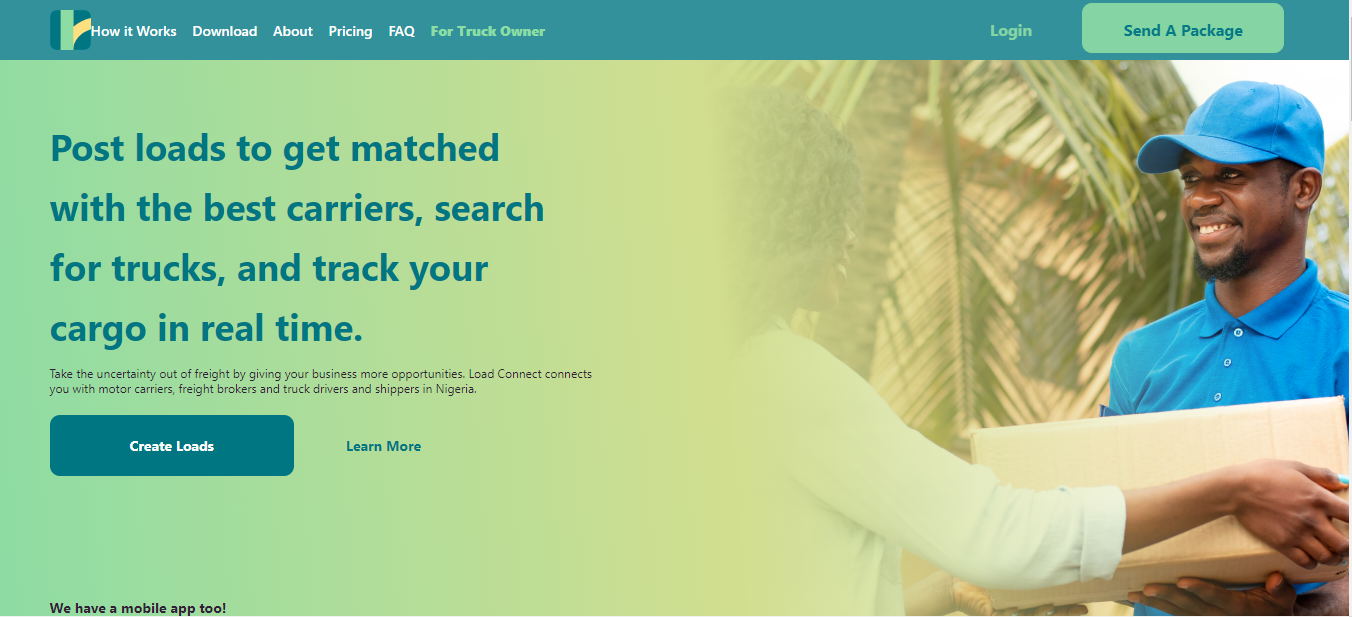 How it Works Download About Pricing FAQ For Truck Owner Login Send A Package
Post loads to get matched
with the best carriers, search
for trucks, and track your
cargo in real time.
Take the uncertainty out of freight by giving your business more opportunities. Load Connect connects
you with motor carriers, freight brokers and truck drivers and shippers in Nigeria.
Create Loads Learn More
We have a mobile app too!